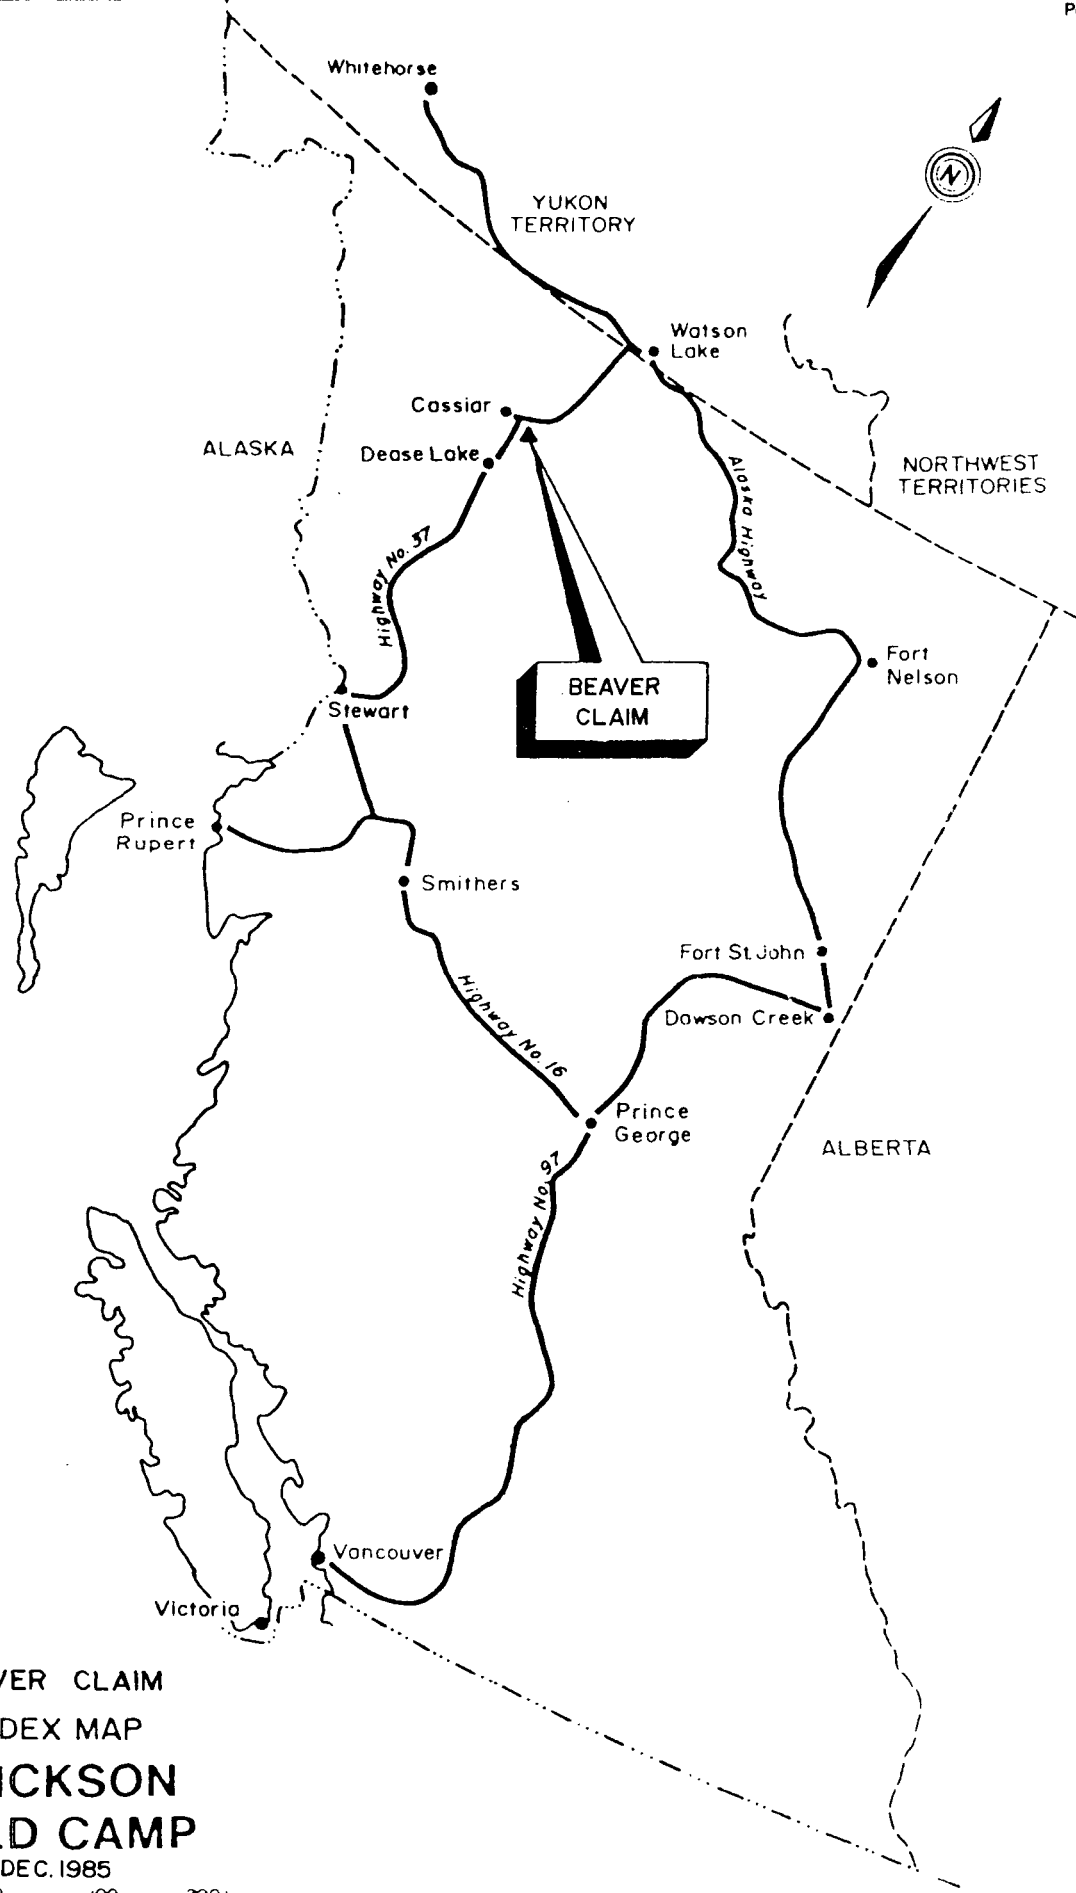 Whitehorse
N
YUKON
TERRITORY
Watson
Lake
Cassiar
ALASKA
Dease Lake
NORTHWEST
TERRITORIES
Alaska Highway
Highway No. 37
Fort
Nelson
BEAVER
CLAIM
Stewart
Prince
Rupert
Smithers
Fort St. John
Highway No. 16
Dawson Creek
Prince
George
ALBERTA
Highway No. 97
Vancouver
Victoria
VER CLAIM
DEX MAP
ICKSON
LD CAMP
DEC. 1985